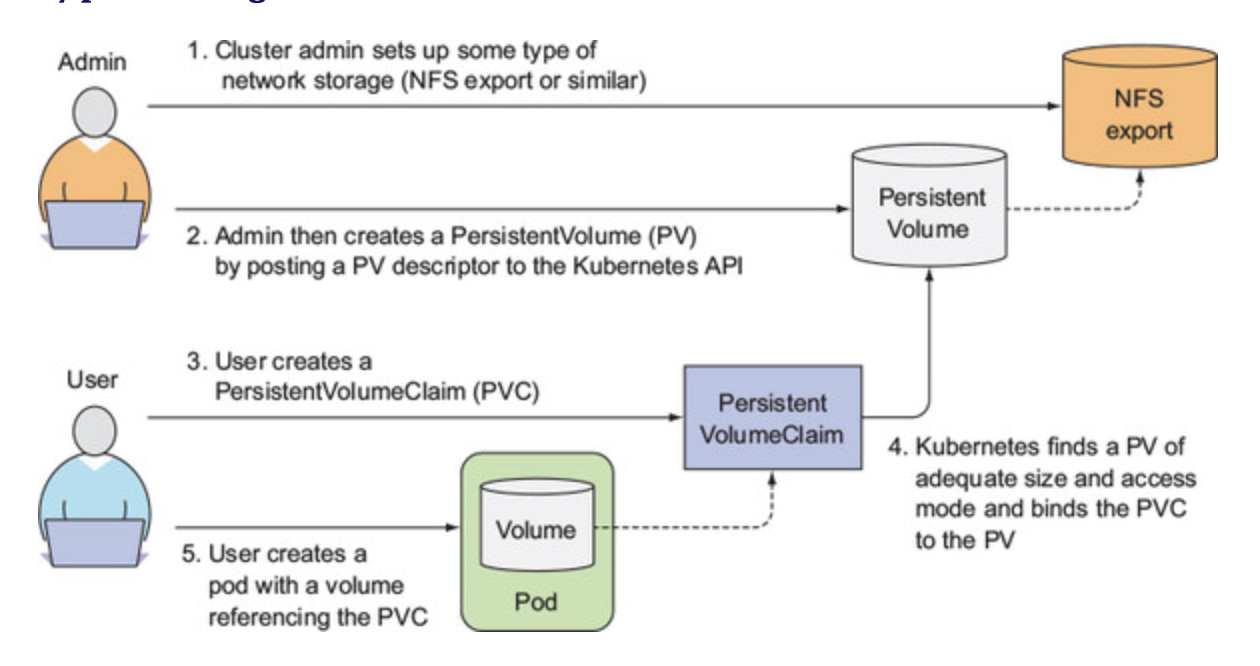 Admin
1. Cluster admin sets up some type of
network storage (NFS export or similar)
NFS
export
Persistent
Volume
2. Admin then creates a PersistentVolume (PV)
by posting a PV descriptor to the Kubernetes API
User
3. User creates a
PersistentVolumeClaim (PVC)
Persistent
VolumeClaim
4. Kubernetes finds a PV of
adequate size and access
mode and binds the PVC
to the PV
Volume
Pod
5. User creates a
pod with a volume
referencing the PVC